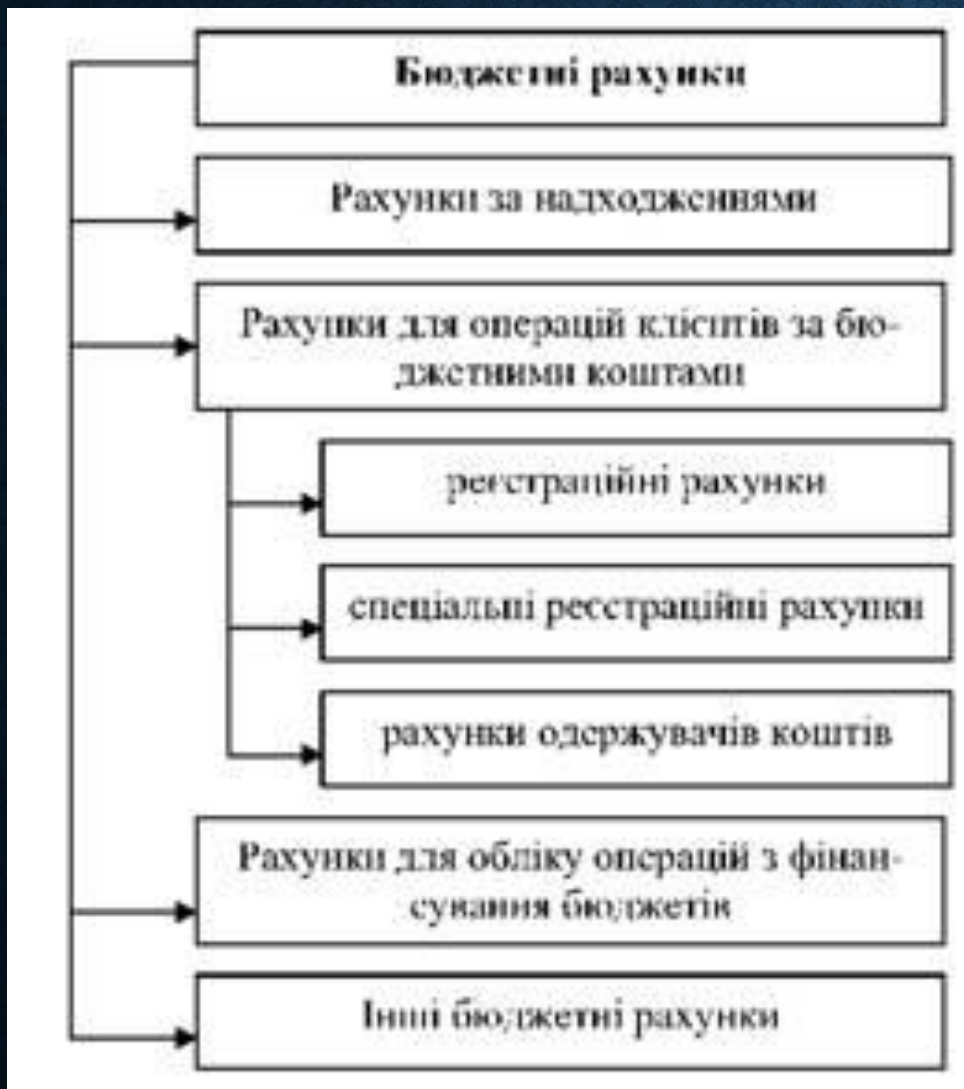 Бюджетні рахунки
Рахунки за надходженнями
Рахунки для операцій клієнтів за бю-
джетними коштами
реєстраційні рахунки
спеціальні реєстраційні рахунки
рахунки одержувачів коштів
Рахунки для обліку операцій з фінан-
сування бюджетів
Інші бюджетні рахунки